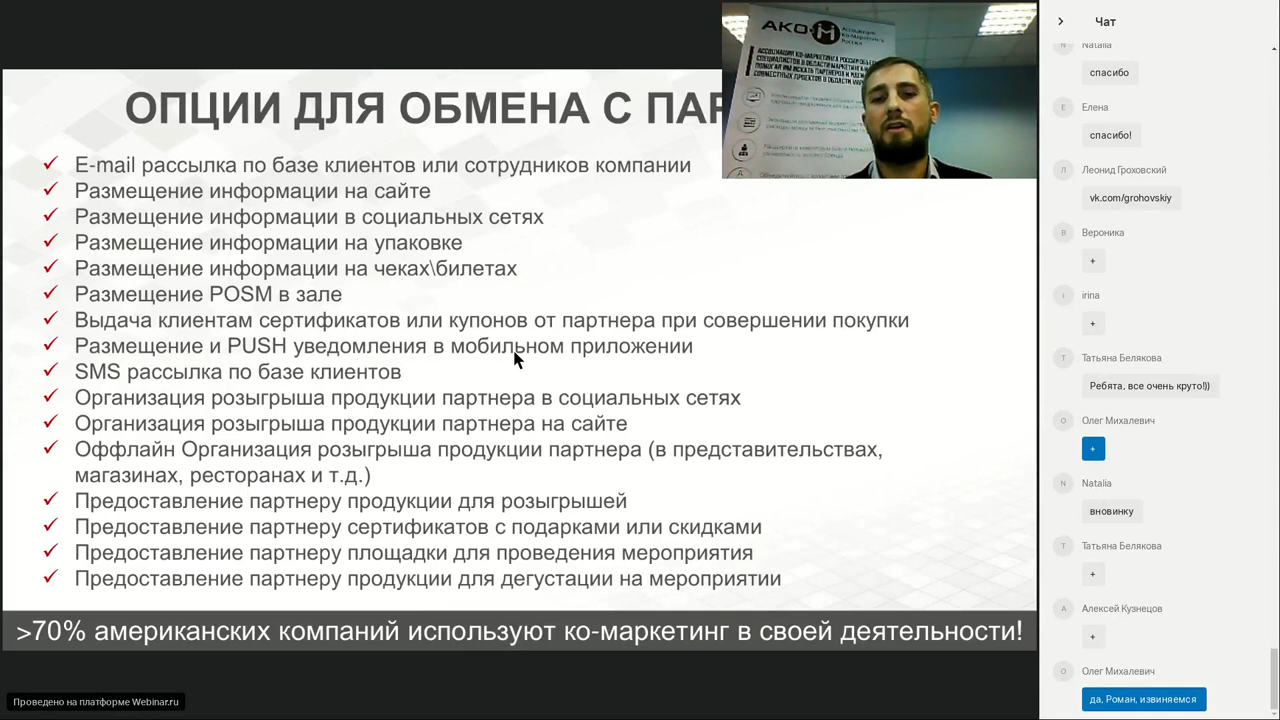 ОПЦИИ ДЛЯ ОБМЕНА С ПАР
E-mail рассылка по базе клиентов или сотрудников компании
Размещение информации на сайте
Размещение информации в социальных сетях
Размещение информации на упаковке
Размещение информации на чеках\билетах
Размещение POSM в зале
Выдача клиентам сертификатов или купонов от партнера при совершении покупки
Размещение и PUSH уведомления в мобильном приложении
SMS рассылка по базе клиентов
Организация розыгрыша продукции партнера в социальных сетях
Организация розыгрыша продукции партнера на сайте
Оффлайн Организация розыгрыша продукции партнера (в представительствах,
магазинах, ресторанах и т.д.)
Предоставление партнеру продукции для розыгрышей
Предоставление партнеру сертификатов с подарками или скидками
Предоставление партнеру площадки для проведения мероприятия
Предоставление партнеру продукции для дегустации на мероприятии
>70% американских компаний используют ко-маркетинг в своей деятельности!
Проведено на платформе Webinar.ru
АКОМ
Ассоциация
Ко-Маркетинга
России
Чат
N Natalia
спасибо
Е Елена
спасибо!
Л Леонид Гроховский
vk.com/grohovskiy
В Вероника
+
i irina
+
Т Татьяна Белякова
Ребята, все очень круто!))
О Олег Михалевич
+
N Natalia
вновинку
Т Татьяна Белякова
+
А Алексей Кузнецов
+
О Олег Михалевич
да, Роман, извиняемся